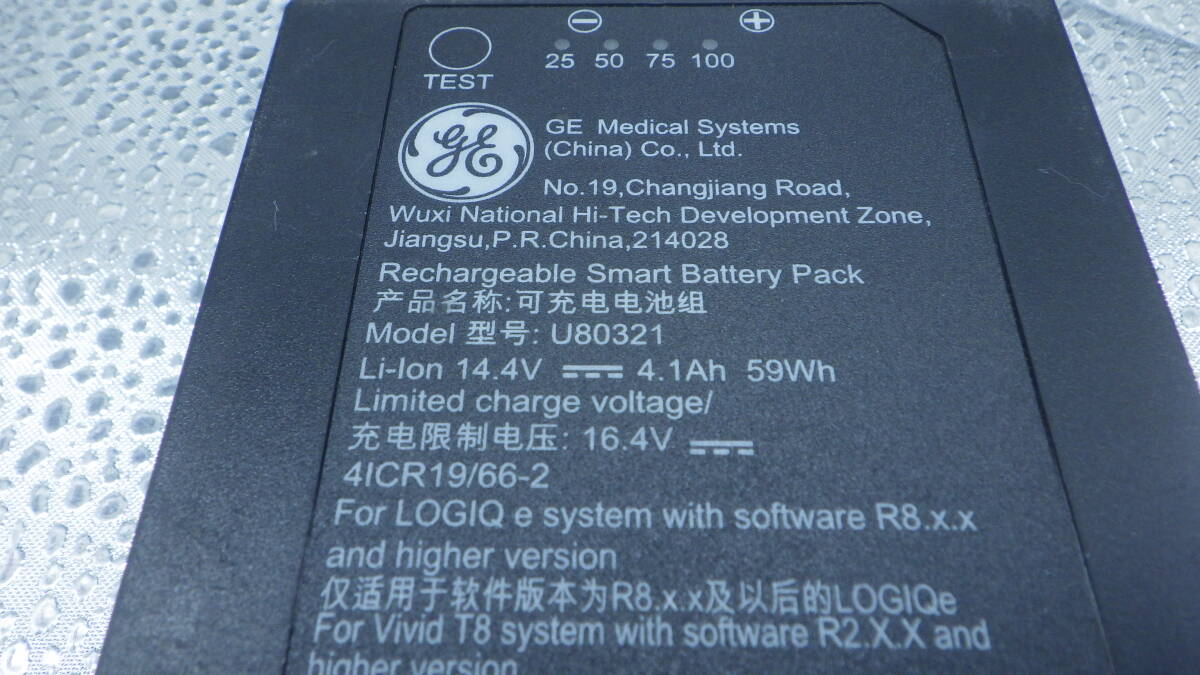 ⊖ ⊕
25 50 75 100
TEST
GE
GE Medical Systems
(China) Co., Ltd.
No.19,Changjiang Road,
Wuxi National Hi-Tech Development Zone,
Jiangsu,P.R.China,214028
Rechargeable Smart Battery Pack
产品名称:可充电电池组
Model 型号: U80321
Li-Ion 14.4V ⎓ 4.1Ah 59Wh
Limited charge voltage/
充电限制电压: 16.4V ⎓
4ICR19/66-2
For LOGIQ e system with software R8.x.x
and higher version
仅适用于软件版本为R8.x.x及以后的LOGIQe
For Vivid T8 system with software R2.X.X and
higher version